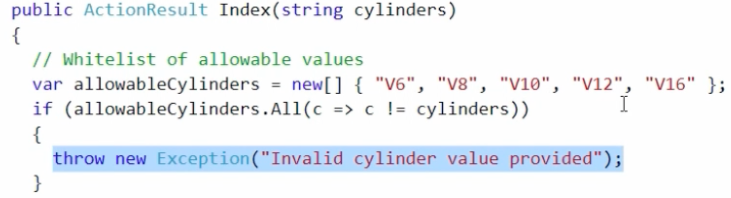 public ActionResult Index(string cylinders)
{
// Whitelist of allowable values
var allowableCylinders = new[] { "V6", "V8", "V10", "V12", "V16" };
if (allowableCylinders.All(c => c != cylinders))
{
throw new Exception("Invalid cylinder value provided");
}